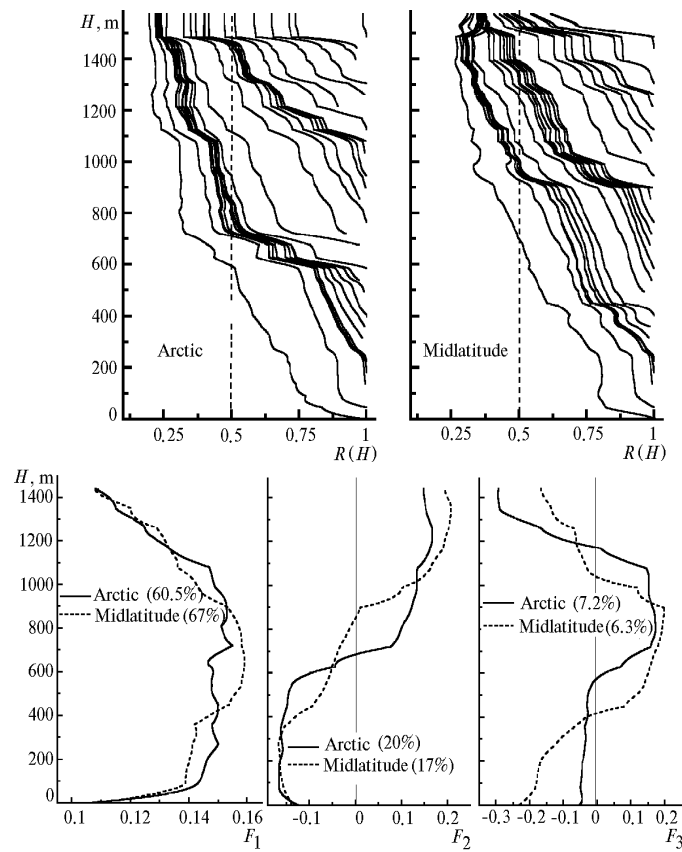 H, m
1400
1200
1000
800
600
400
200
0
Arctic
0.25 0.5 0.75 1
R(H)
Midlatitude
0.25 0.5 0.75 1
R(H)
H, m
1400
1200
1000
800
600
400
200
0
Arctic (60.5%)
Midlatitude (67%)
0.1 0.12 0.14 0.16
F1
Arctic (20%)
Midlatitude (17%)
-0.1 0 0.1 0.2
F2
Arctic (7.2%)
Midlatitude (6.3%)
-0.3 -0.2 -0.1 0 0.1 0.2
F3